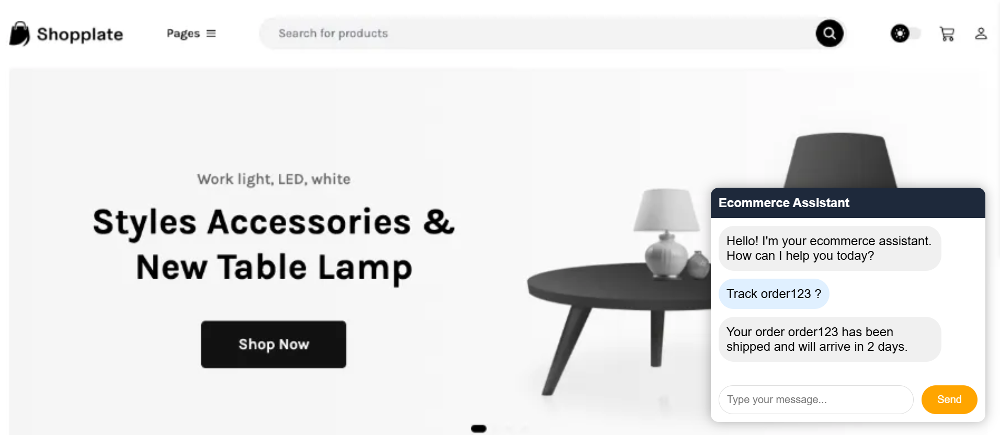 Shopplate
Pages
Search for products
Work light, LED, white
Styles Accessories &
New Table Lamp
Shop Now
Ecommerce Assistant
Hello! I'm your ecommerce assistant.
How can I help you today?
Track order123 ?
Your order order123 has been
shipped and will arrive in 2 days.
Type your message...
Send